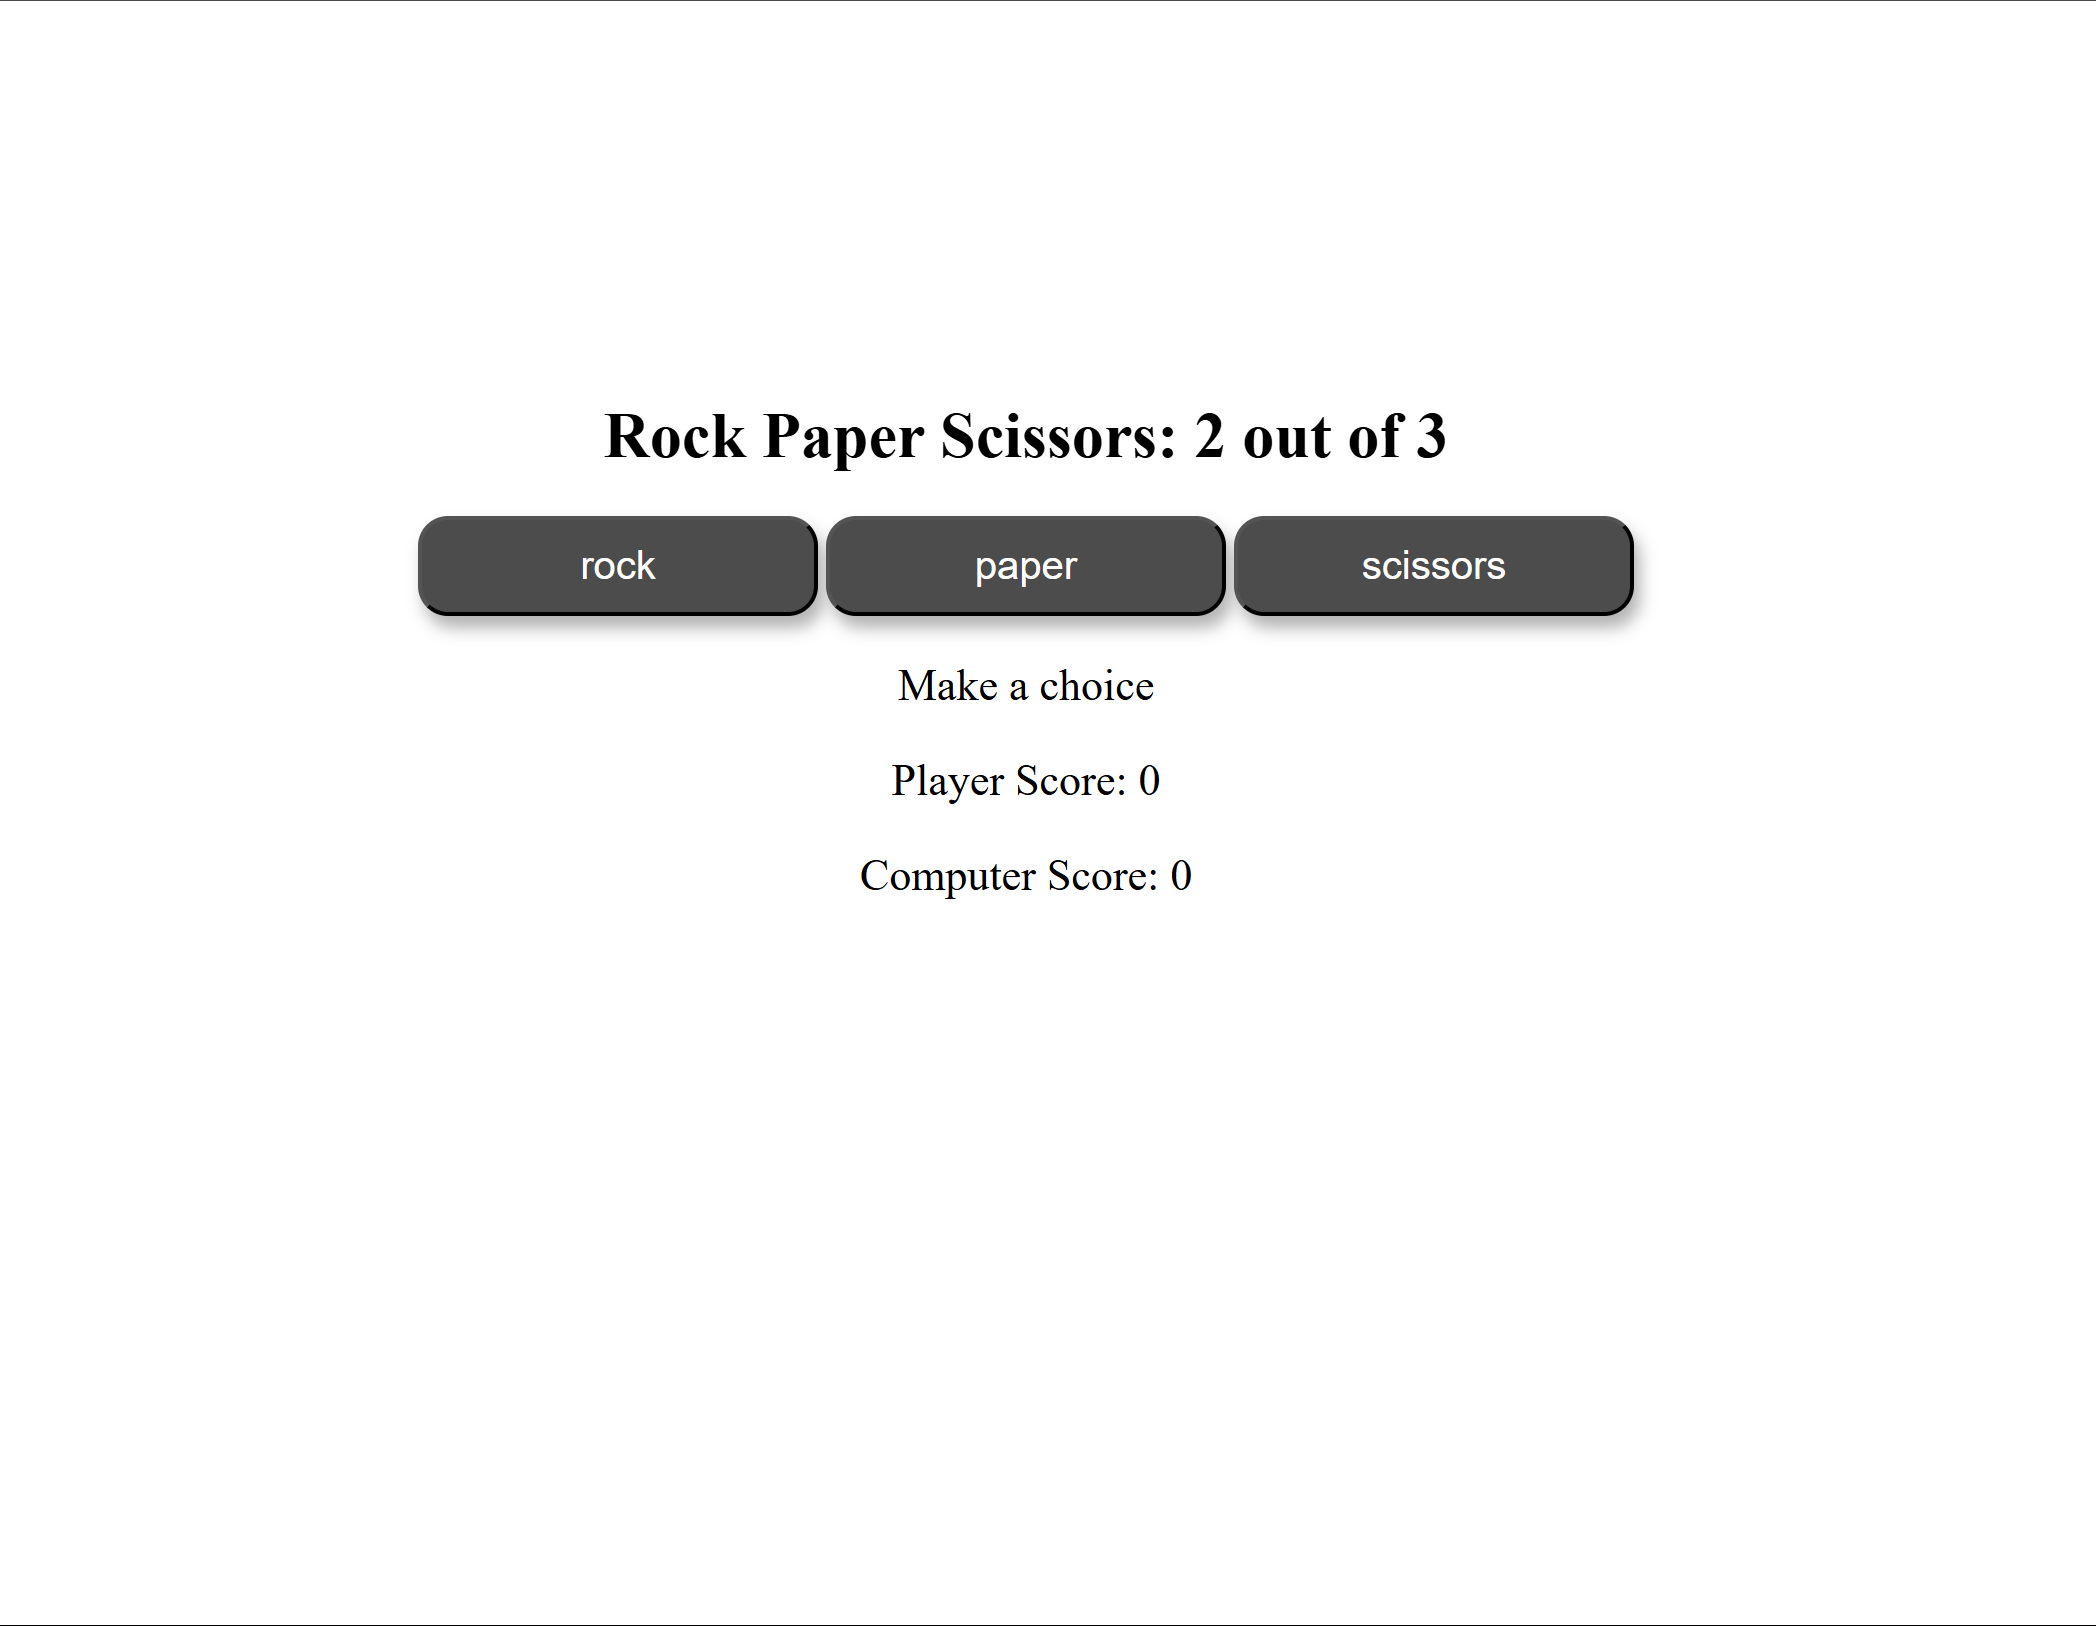 Rock Paper Scissors: 2 out of 3
rock paper scissors
Make a choice
Player Score: 0
Computer Score: 0